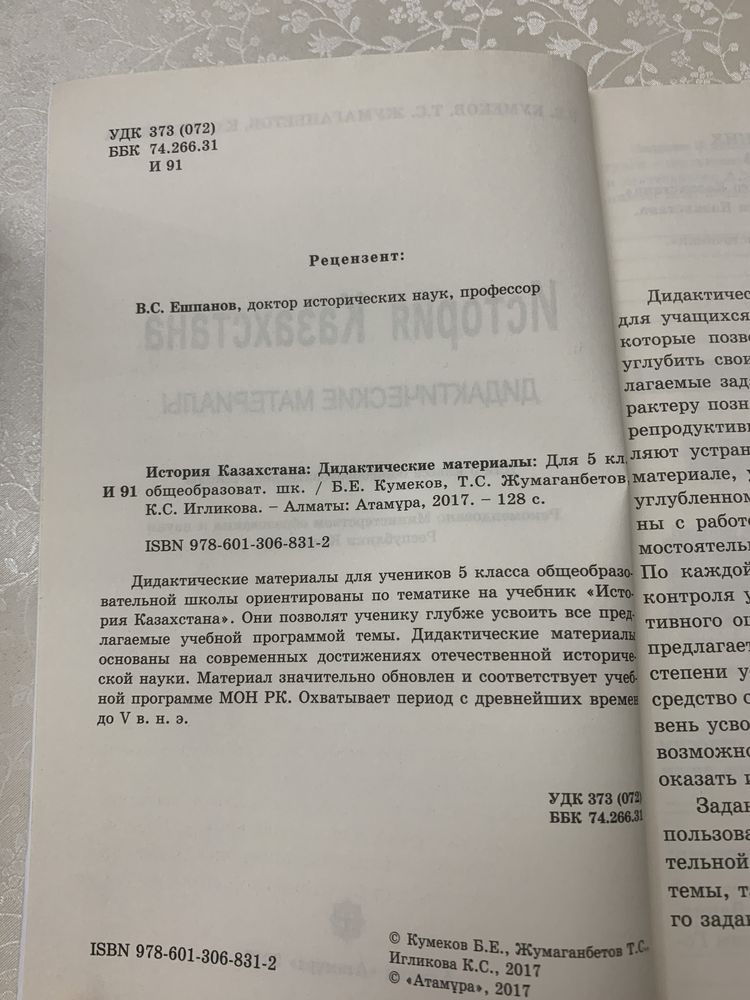 УДК 373 (072)
ББК 74.266.31
И 91
Рецензент:
В.С. Ешпанов, доктор исторических наук, профессор
История Казахстана: Дидактические материалы: Для 5 кл.
И 91 общеобразоват. шк. / Б.Е. Кумеков, Т.С. Жумаганбетов,
К.С. Игликова. – Алматы: Атамұра, 2017. – 128 с.
ISBN 978-601-306-831-2
Дидактические материалы для учеников 5 класса общеобразо-
вательной школы ориентированы по тематике на учебник «Исто-
рия Казахстана». Они позволят ученику глубже усвоить все пред-
лагаемые учебной программой темы. Дидактические материалы
основаны на современных достижениях отечественной историче-
ской науки. Материал значительно обновлен и соответствует учеб-
ной программе МОН РК. Охватывает период с древнейших времен
до V в. н. э.
УДК 373 (072)
ББК 74.266.31
ISBN 978-601-306-831-2
© Кумеков Б.Е., Жумаганбетов Т.С.,
Игликова К.С., 2017
© «Атамұра», 2017
Дидактичес
для учащихся
которые позв
углубить сво
лагаемые зад
рактеру позн
репродуктив
ляют устран
материале,
углубленном
ны с работ
мостоятель
По каждой
контроля у
тивного о
предлагает
степени у
средство о
вень усво
возможно
оказать и
Задан
пользова
тельной
темы, т
го задан